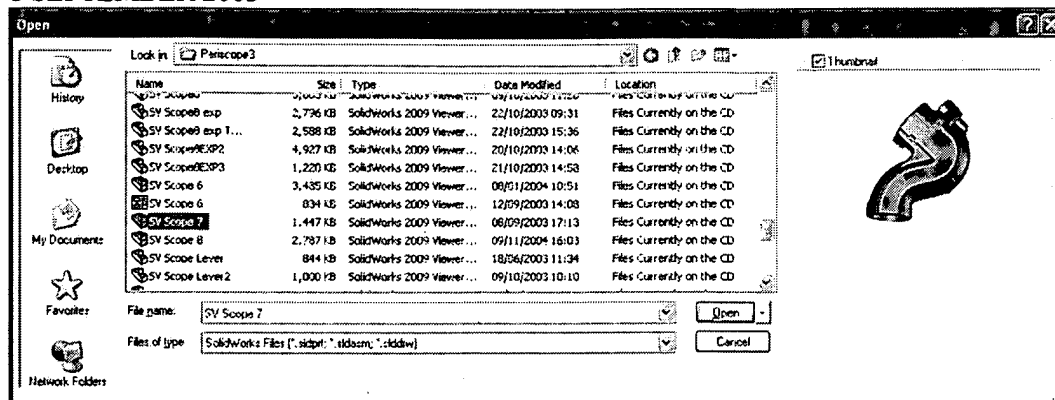 Open
Look in: Periscope3
Thumbnail
History
Desktop
My Documents
Favorites
Network Folders
Name Size Type Date Modified Location
SV Scope8 exp 2,796 KB SolidWorks 2009 Viewer... 22/10/2003 09:31 Files Currently on the CD
SV Scope8 exp T... 2,588 KB SolidWorks 2009 Viewer... 22/10/2003 15:36 Files Currently on the CD
SV Scope8EXP2 4,927 KB SolidWorks 2009 Viewer... 20/10/2003 14:06 Files Currently on the CD
SV Scope8EXP3 1,220 KB SolidWorks 2009 Viewer... 21/10/2003 14:58 Files Currently on the CD
SV Scope 6 3,485 KB SolidWorks 2009 Viewer... 08/01/2004 10:51 Files Currently on the CD
SV Scope 6 834 KB SolidWorks 2009 Viewer... 12/09/2003 14:08 Files Currently on the CD
SV Scope 7 1,447 KB SolidWorks 2009 Viewer... 08/09/2003 17:13 Files Currently on the CD
SV Scope 8 2,787 KB SolidWorks 2009 Viewer... 09/11/2004 16:03 Files Currently on the CD
SV Scope Lever 844 KB SolidWorks 2009 Viewer... 18/06/2003 11:34 Files Currently on the CD
SV Scope Lever2 1,000 KB SolidWorks 2009 Viewer... 09/10/2003 10:10 Files Currently on the CD
File name: SV Scope 7 Open
Files of type SolidWorks Files (*.sldprt; *.sldasm; *.slddrw) Cancel